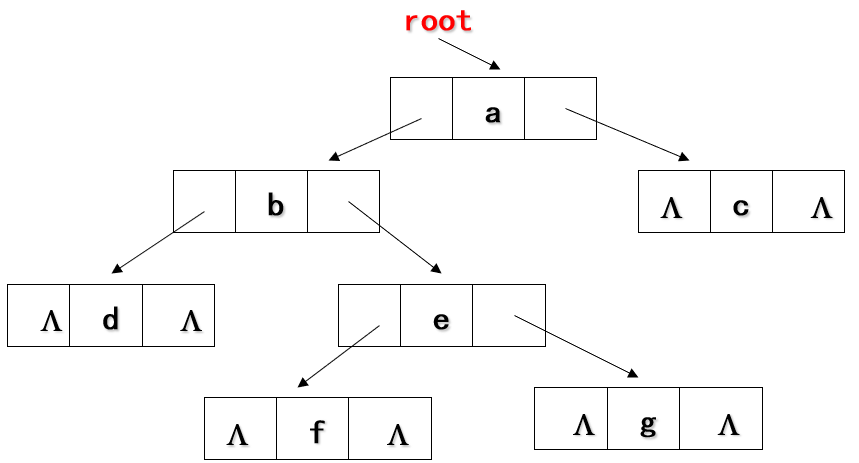 root
a
b
Λ c Λ
Λ d Λ
e
Λ f Λ
Λ g Λ